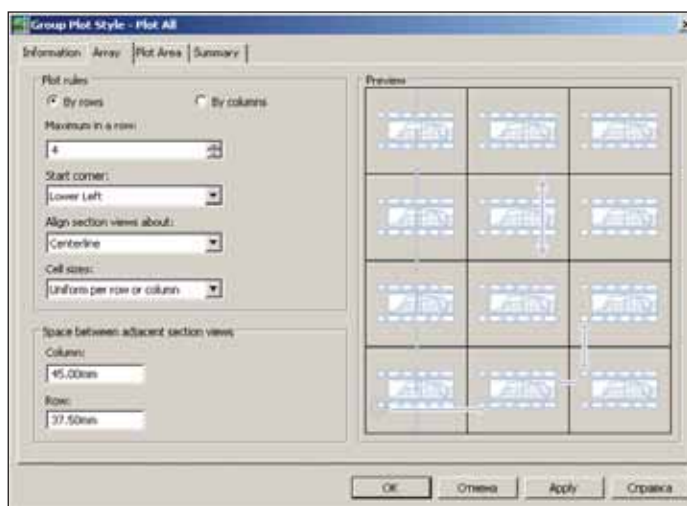 Group Plot Style - Plot All
Information Array Plot Area Summary
Plot rules
By rows By columns
Maximum in a row:
4
Start corner:
Lower Left
Align section views about:
Centerline
Cell sizes:
Uniform per row or column
Space between adjacent section views
Column:
45.00mm
Row:
37.50mm
Preview
OK Отмена Apply Справка